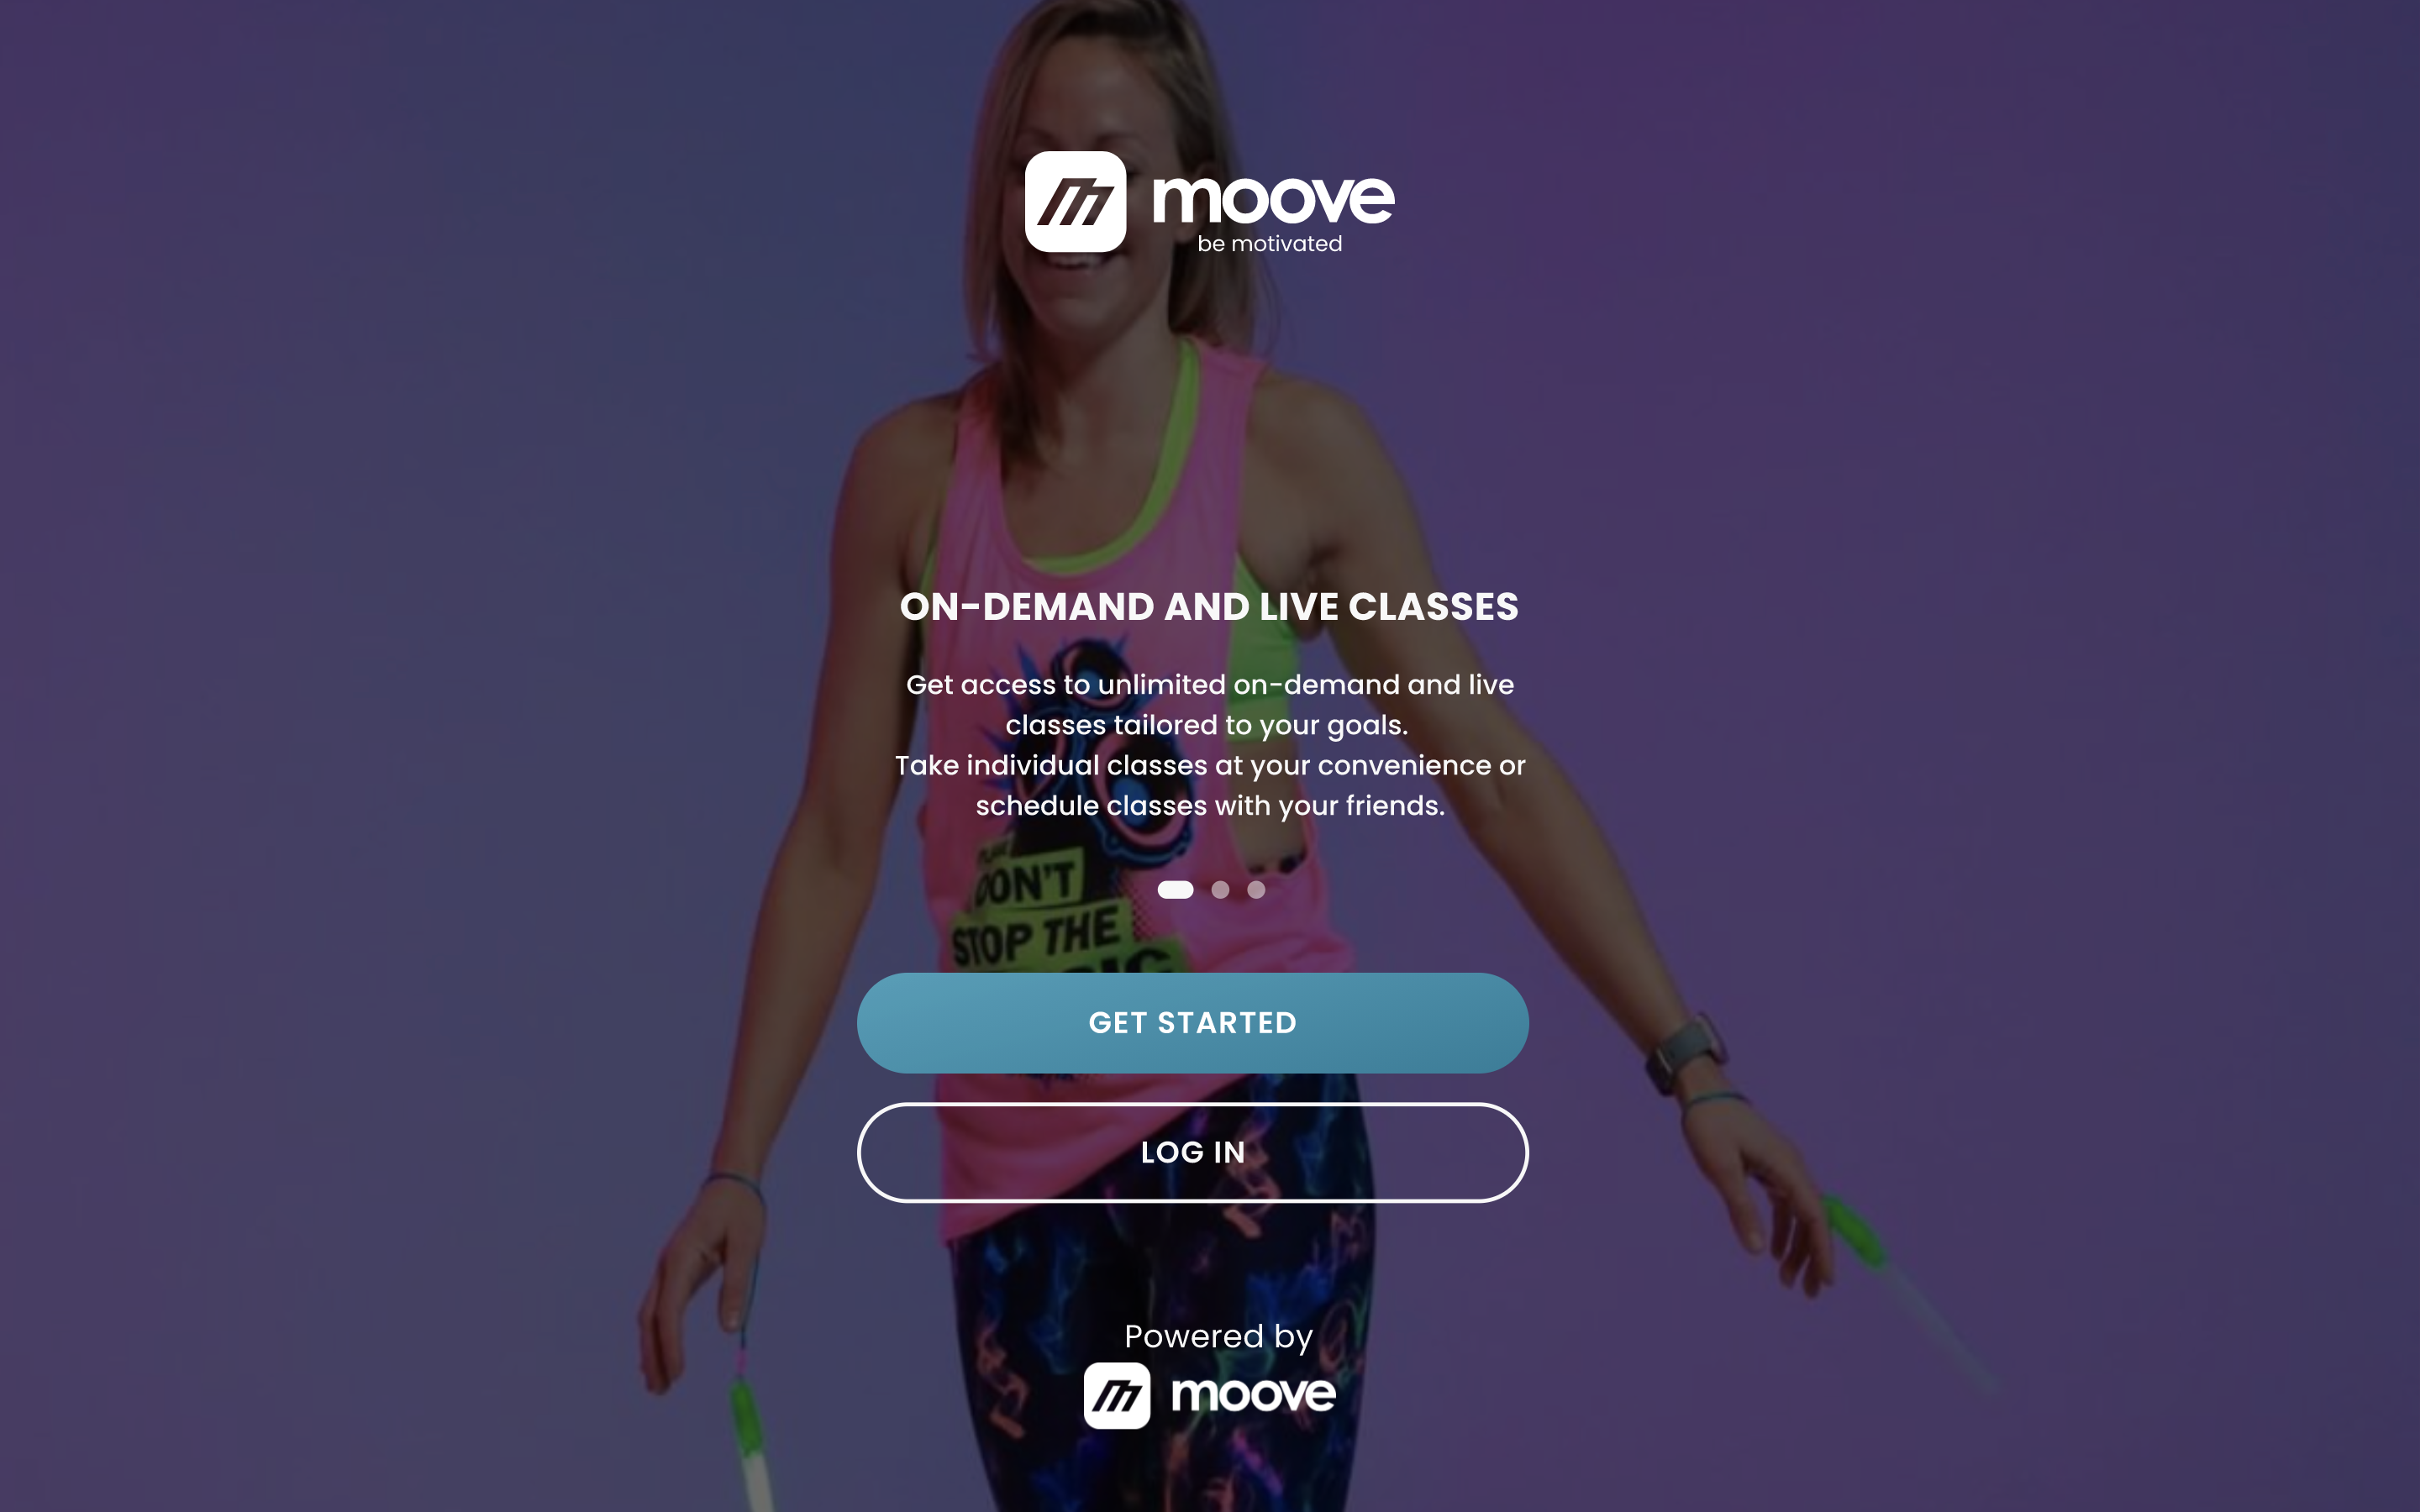 moove
be motivated
ON-DEMAND AND LIVE CLASSES
Get access to unlimited on-demand and live
classes tailored to your goals.
Take individual classes at your convenience or
schedule classes with your friends.
DON'T
STOP THE
GET STARTED
LOG IN
Powered by
moove